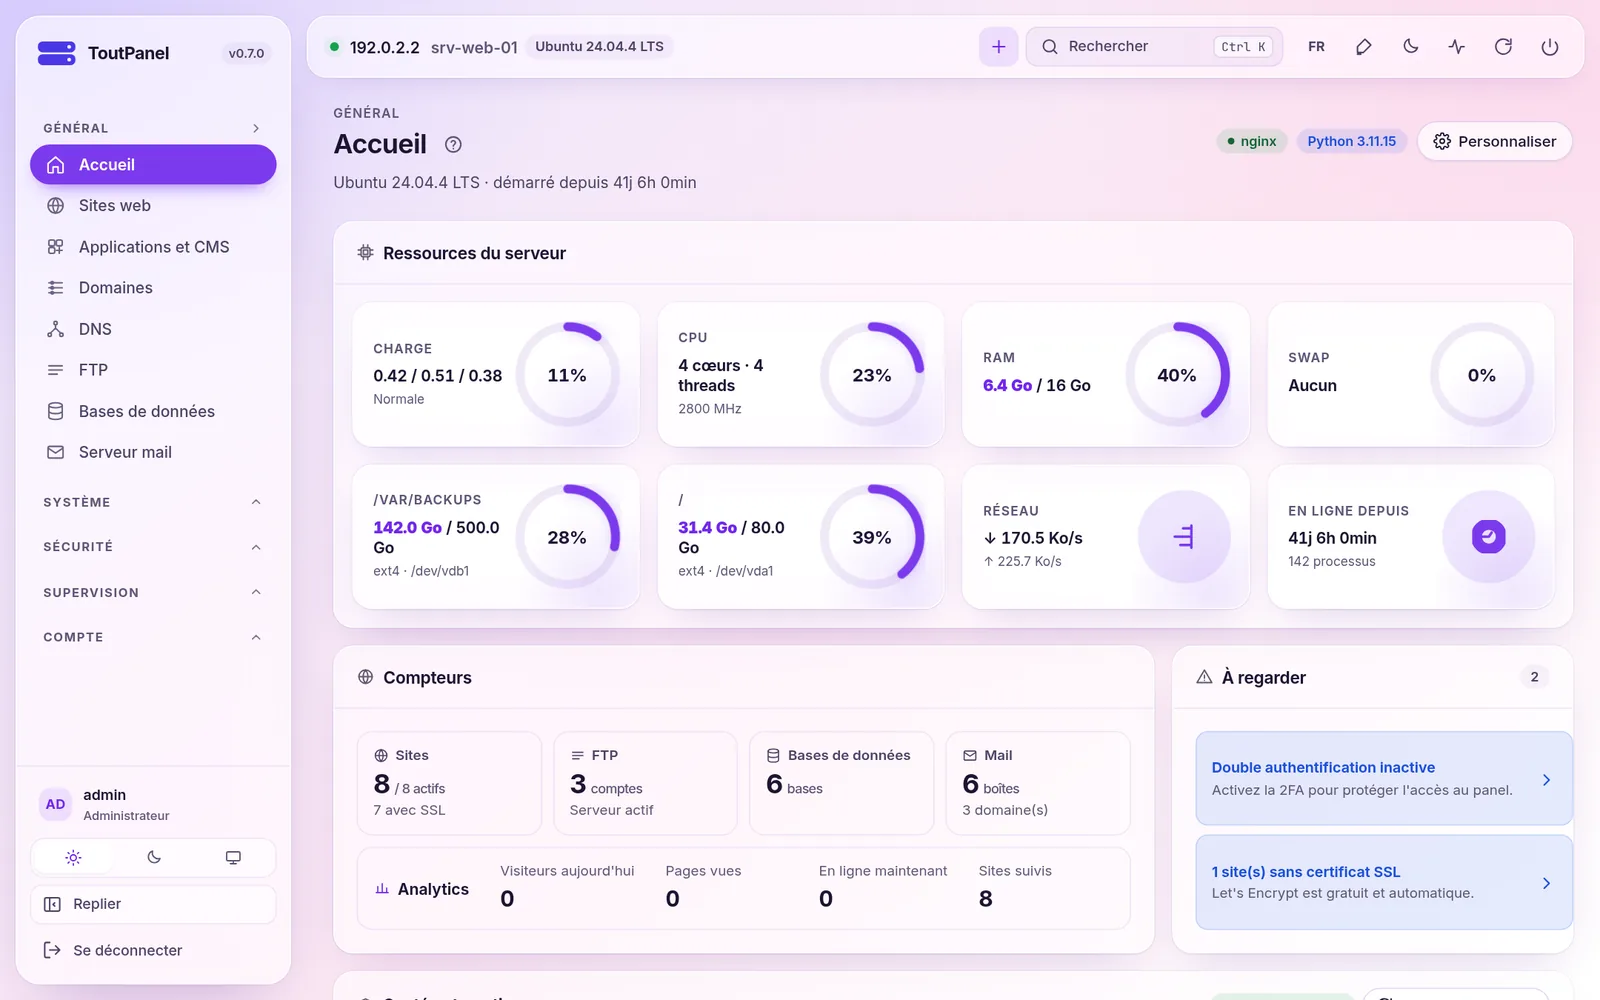 ToutPanel
v0.7.0
GÉNÉRAL
Accueil
Sites web
Applications et CMS
Domaines
DNS
FTP
Bases de données
Serveur mail
SYSTÈME
SÉCURITÉ
SUPERVISION
COMPTE
AD
admin
Administrateur
Replier
Se déconnecter
192.0.2.2 srv-web-01 Ubuntu 24.04.4 LTS
Rechercher
Ctrl K
FR
GÉNÉRAL
Accueil
Ubuntu 24.04.4 LTS · démarré depuis 41j 6h 0min
nginx
Python 3.11.15
Personnaliser
Ressources du serveur
CHARGE
0.42 / 0.51 / 0.38
Normale
11%
CPU
4 cœurs · 4
threads
2800 MHz
23%
RAM
6.4 Go / 16 Go
40%
SWAP
Aucun
0%
/VAR/BACKUPS
142.0 Go / 500.0
Go
ext4 · /dev/vdb1
28%
/
31.4 Go / 80.0
Go
ext4 · /dev/vda1
39%
RÉSEAU
↓ 170.5 Ko/s
↑ 225.7 Ko/s
EN LIGNE DEPUIS
41j 6h 0min
142 processus
Compteurs
Sites
8 / 8 actifs
7 avec SSL
FTP
3 comptes
Serveur actif
Bases de données
6 bases
Mail
6 boîtes
3 domaine(s)
Analytics
Visiteurs aujourd'hui
0
Pages vues
0
En ligne maintenant
0
Sites suivis
8
À regarder
2
Double authentification inactive
Activez la 2FA pour protéger l'accès au panel.
1 site(s) sans certificat SSL
Let's Encrypt est gratuit et automatique.